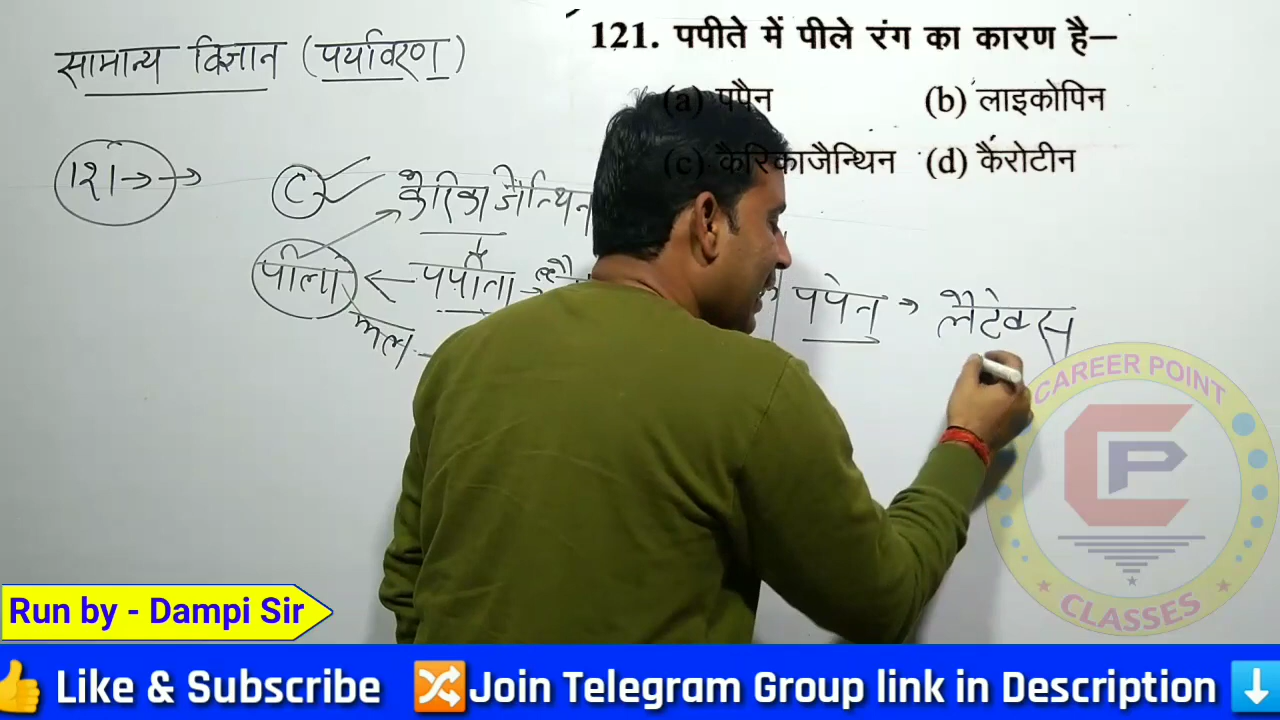 सामान्य विज्ञान (पर्यावरण)
121. पपीते में पीले रंग का कारण है—
(a) पपैन (b) लाइकोपिन
(c) कैरिकाजैन्थिन (d) कैरोटीन
121→→
C कैरिकाजैन्थिन
पीला ← पपीता →
पपेन → लैटेक्स
फल
CAREER POINT
CP
CLASSES
Run by - Dampi Sir
👍 Like & Subscribe 🔀Join Telegram Group link in Description ⬇